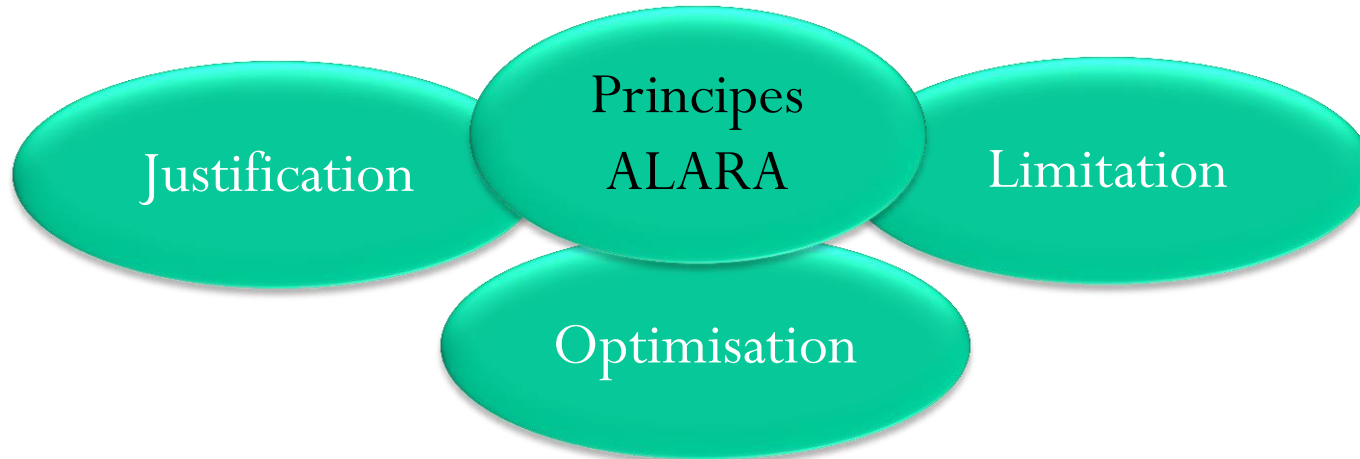 Principes
ALARA
Justification
Limitation
Optimisation